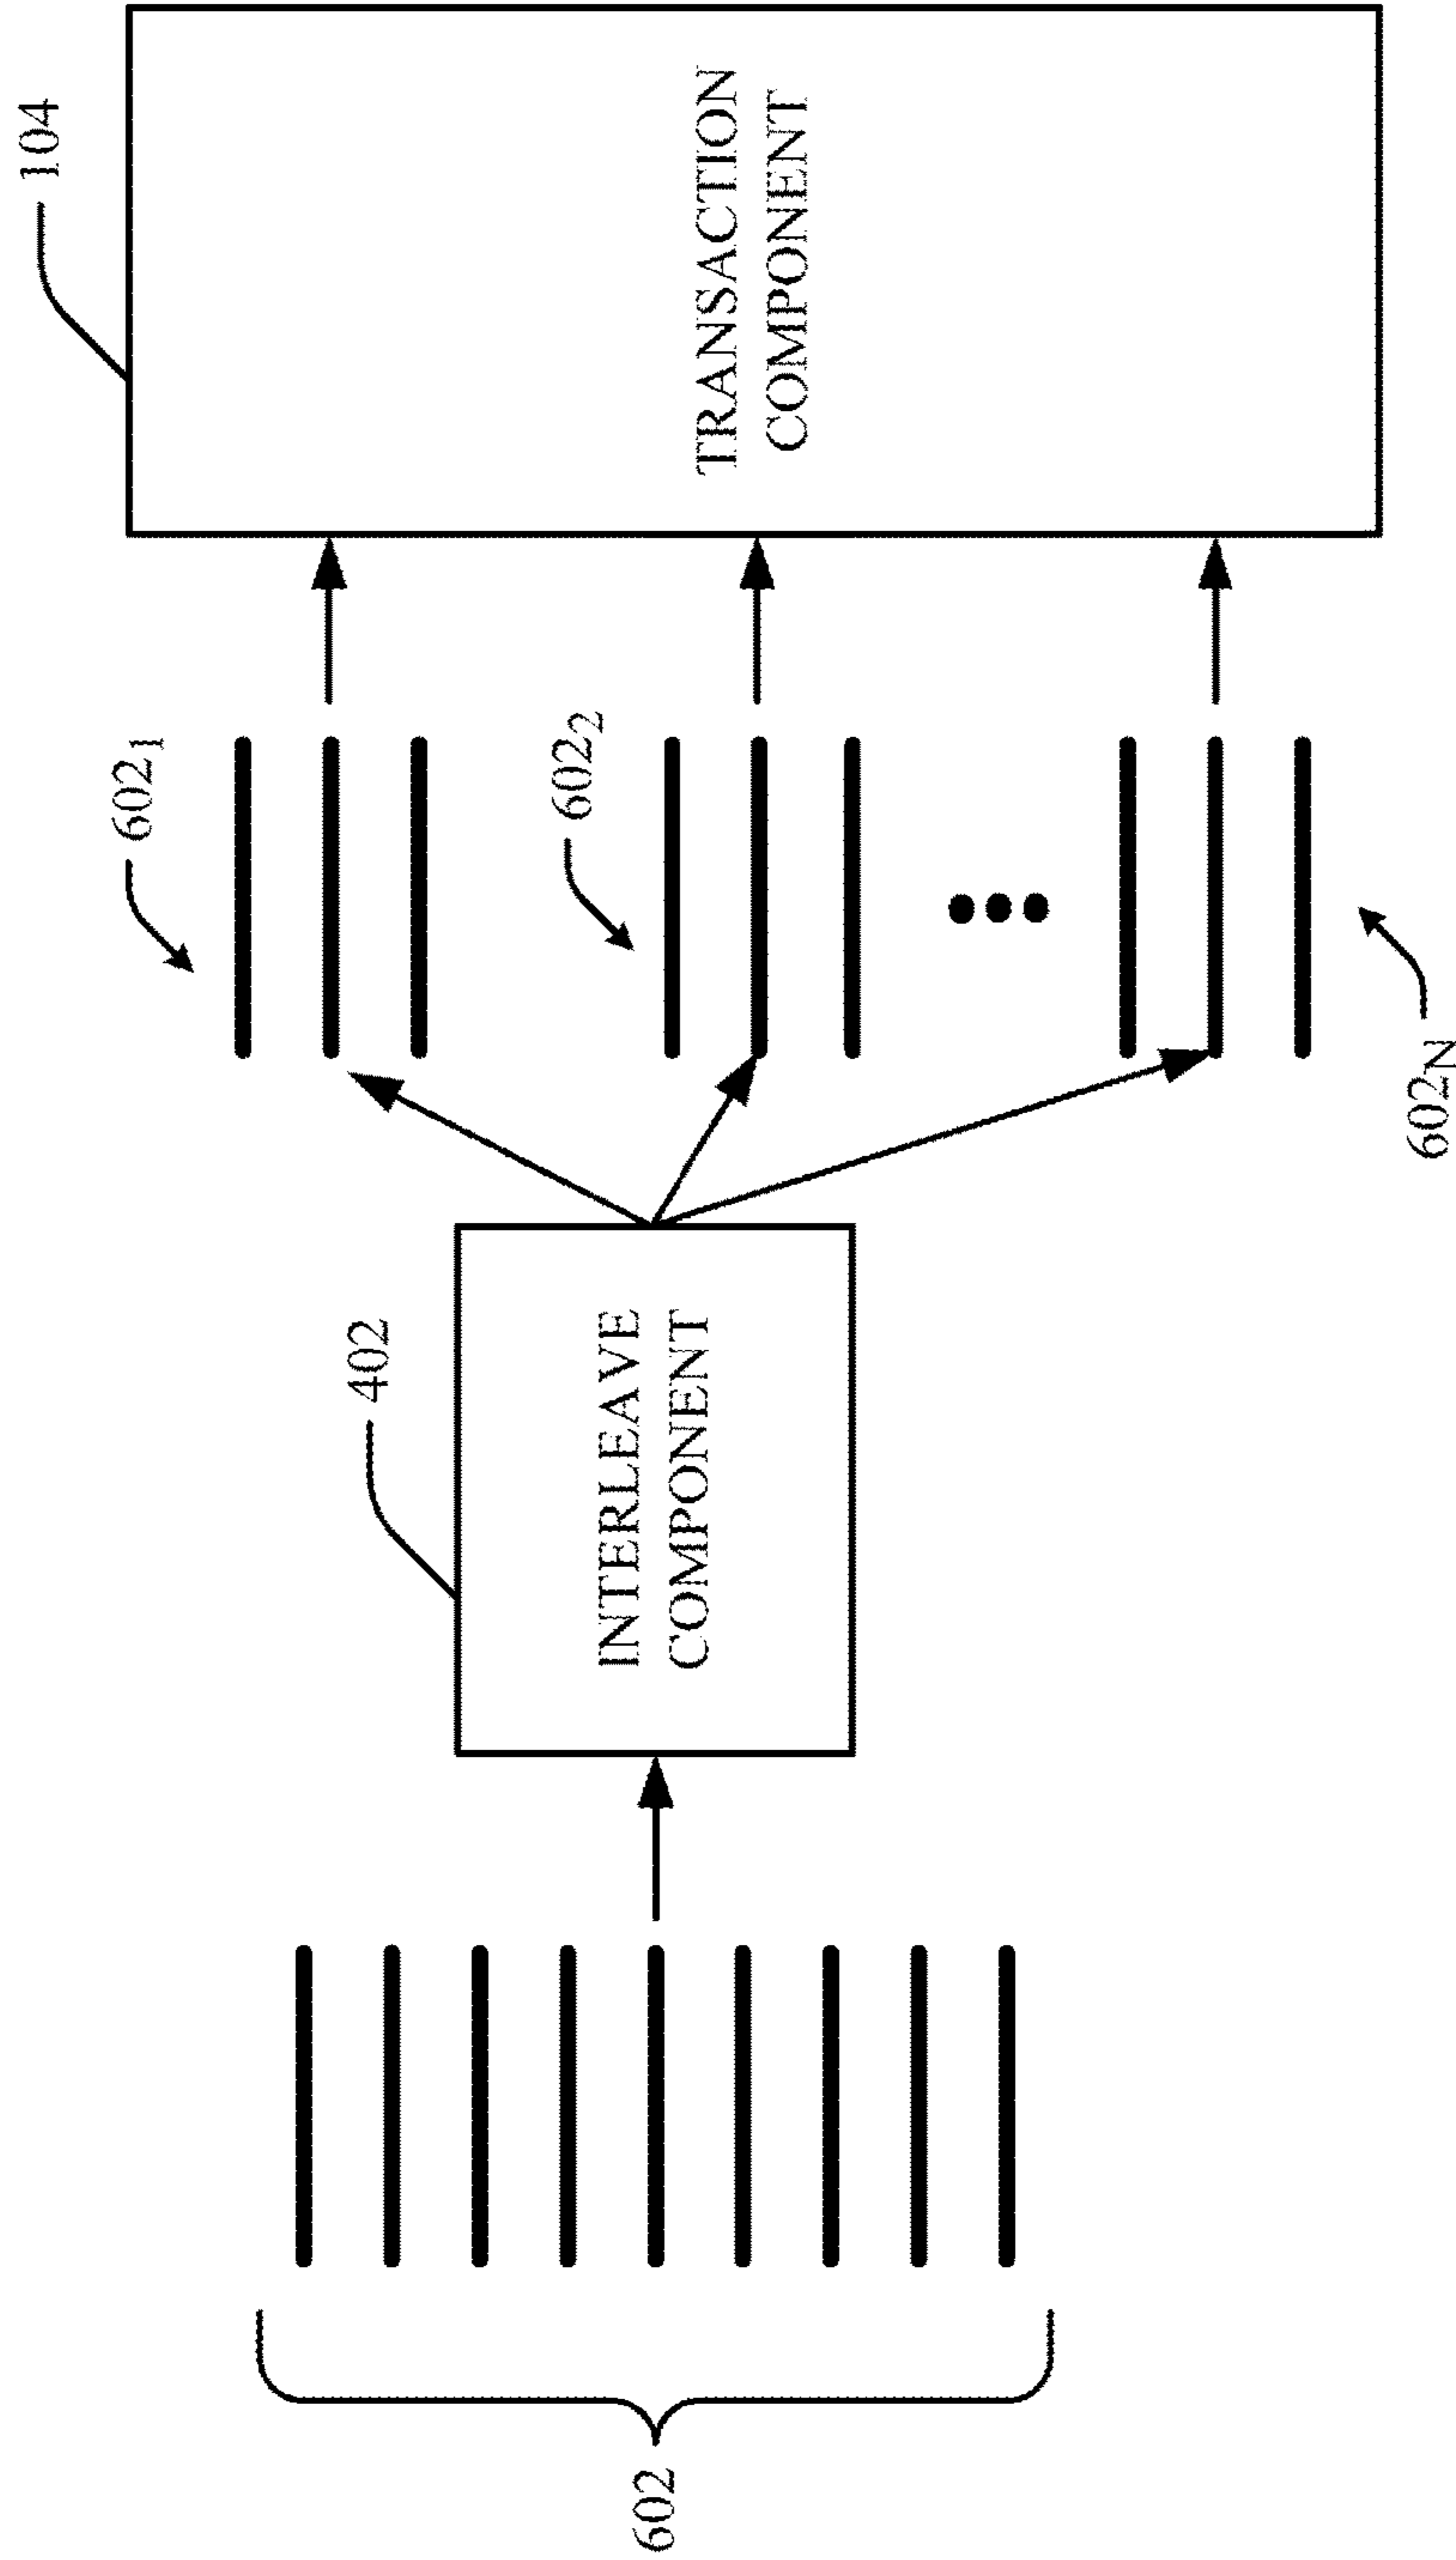 602
402
INTERLEAVE
COMPONENT
602₁
602₂
602N
104
TRANSACTION
COMPONENT